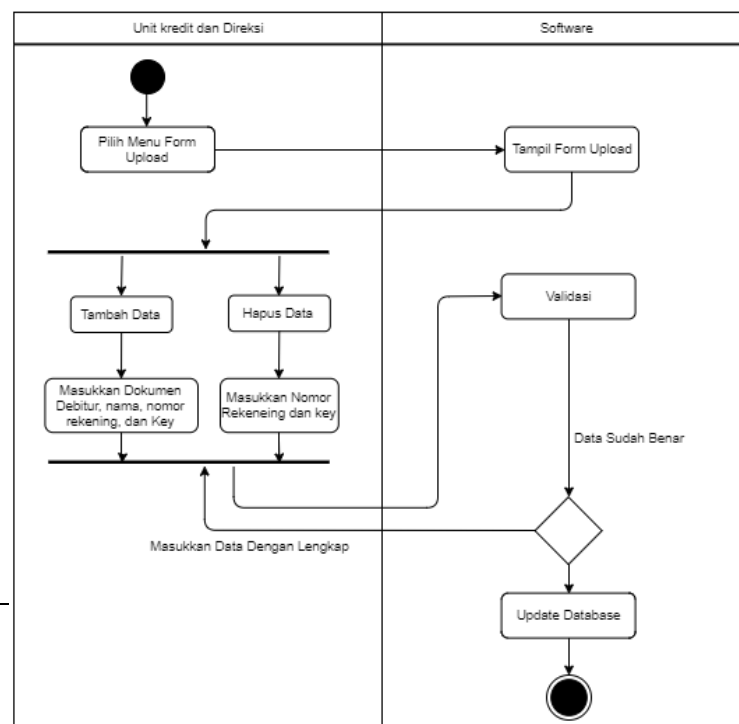 Unit kredit dan Direksi
Software
Pilih Menu Form
Upload
Tampil Form Upload
Tambah Data
Hapus Data
Validasi
Masukkan Dokumen
Debitur, nama, nomor
rekening, dan Key
Masukkan Nomor
Rekeneing dan key
Data Sudah Benar
Masukkan Data Dengan Lengkap
Update Database